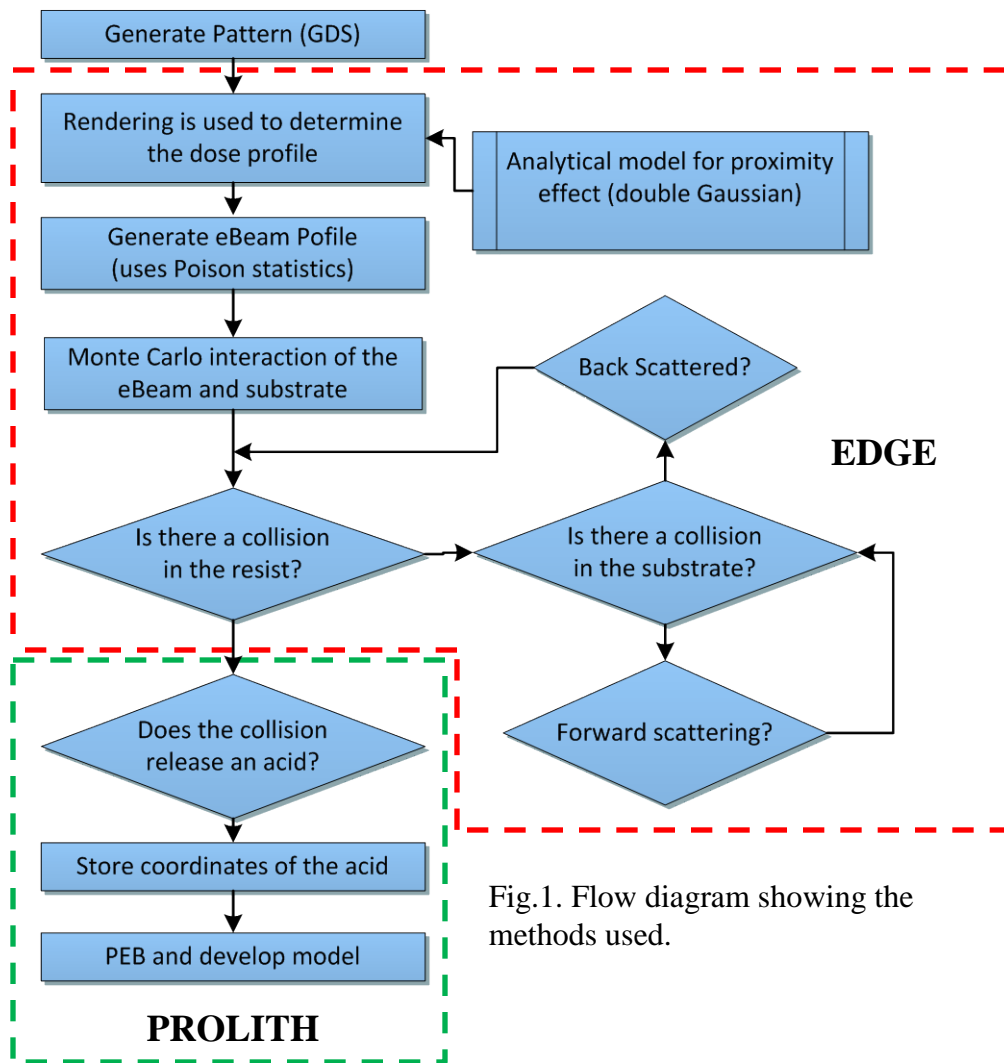 Generate Pattern (GDS)
Rendering is used to determine
the dose profile
Analytical model for proximity
effect (double Gaussian)
Generate eBeam Pofile
(uses Poison statistics)
Monte Carlo interaction of the
eBeam and substrate
Back Scattered?
EDGE
Is there a collision
in the resist?
Is there a collision
in the substrate?
Does the collision
release an acid?
Forward scattering?
Store coordinates of the acid
PEB and develop model
PROLITH
Fig.1. Flow diagram showing the
methods used.